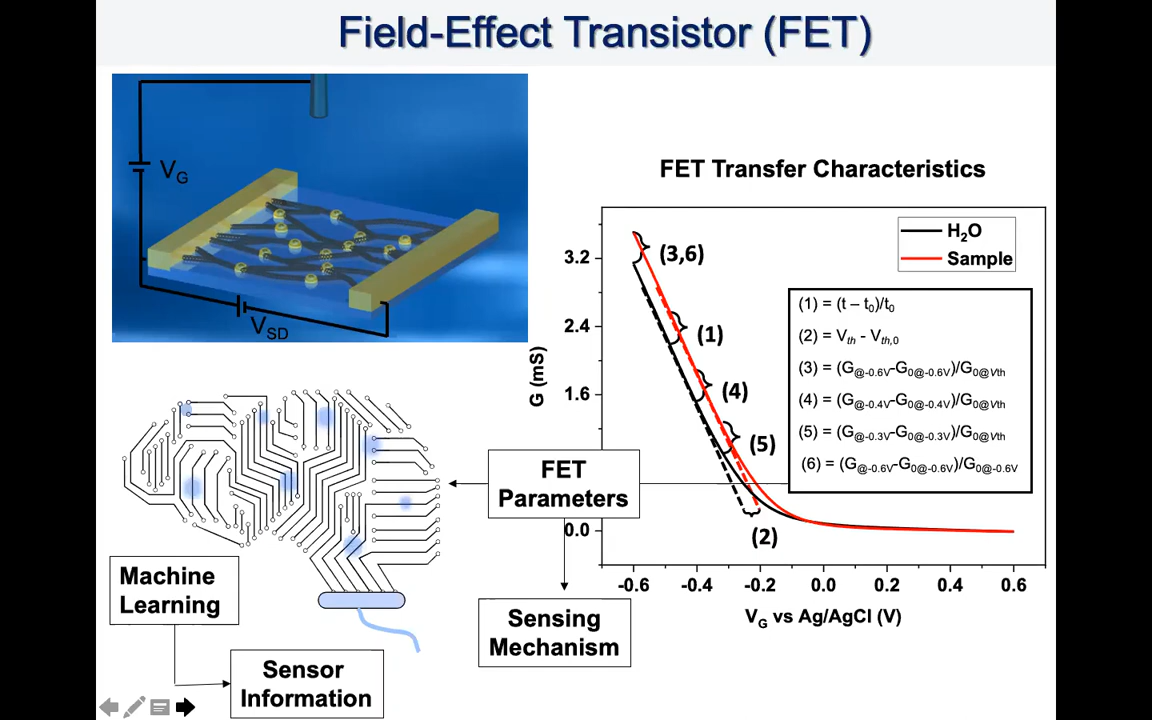 Field-Effect Transistor (FET)
V_G
V_SD
FET Transfer Characteristics
H₂O
Sample
G (mS)
3.2
2.4
1.6
0.0
-0.6 -0.4 -0.2 0.0 0.2 0.4 0.6
V_G vs Ag/AgCl (V)
(3,6)
(1)
(4)
(5)
(2)
(1) = (t – t₀)/t₀
(2) = V_th - V_th,0
(3) = (G@-0.6V-G0@-0.6V)/G0@Vth
(4) = (G@-0.4V-G0@-0.4V)/G0@Vth
(5) = (G@-0.3V-G0@-0.3V)/G0@Vth
(6) = (G@-0.6V-G0@-0.6V)/G0@-0.6V
FET
Parameters
Sensing
Mechanism
Machine
Learning
Sensor
Information